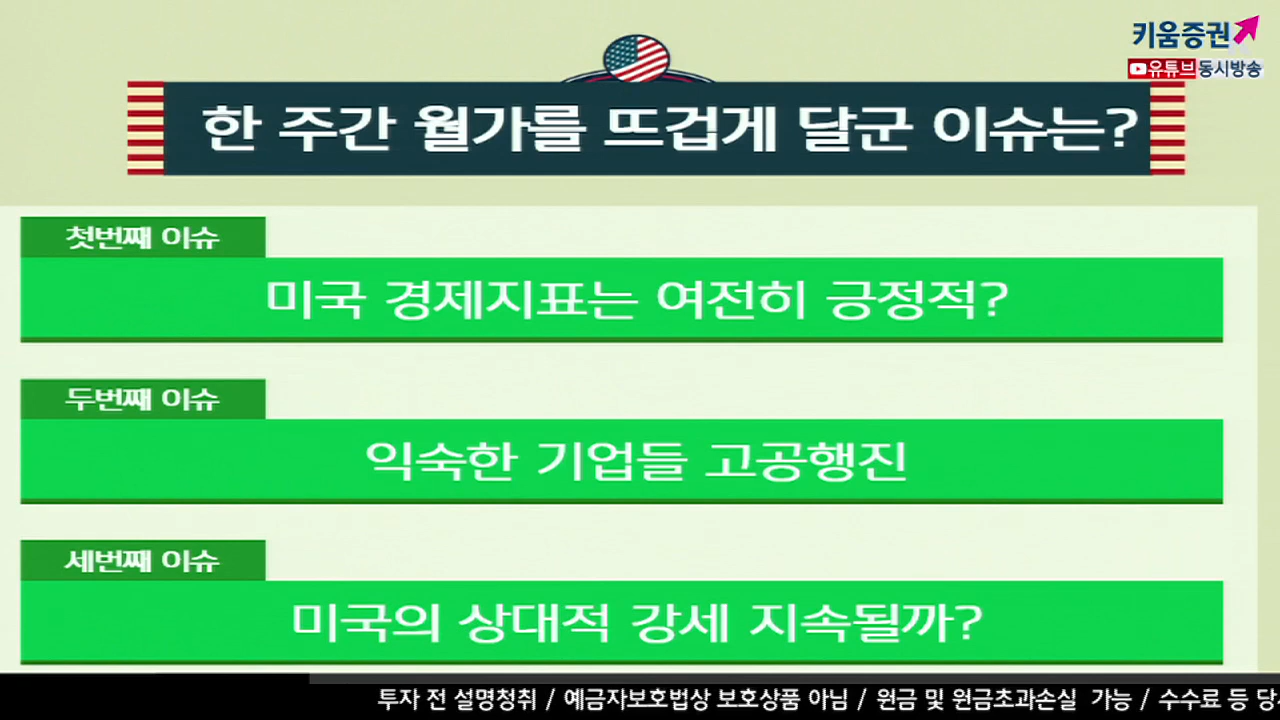 키움증권
유튜브 동시방송
한 주간 월가를 뜨겁게 달군 이슈는?
첫번째 이슈
미국 경제지표는 여전히 긍정적?
두번째 이슈
익숙한 기업들 고공행진
세번째 이슈
미국의 상대적 강세 지속될까?
투자 전 설명청취 / 예금자보호법상 보호상품 아님 / 원금 및 원금초과손실 가능 / 수수료 등 당